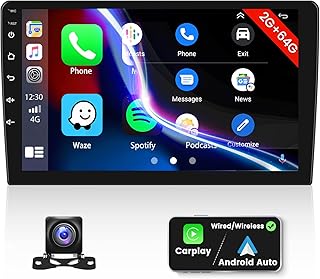 2G+64G
RST
Phone
Phone
Exit
Messages
News
12:30
4G
Waze
Spotify
Podcasts
Customize
Wired/Wireless
Carplay
Android Auto